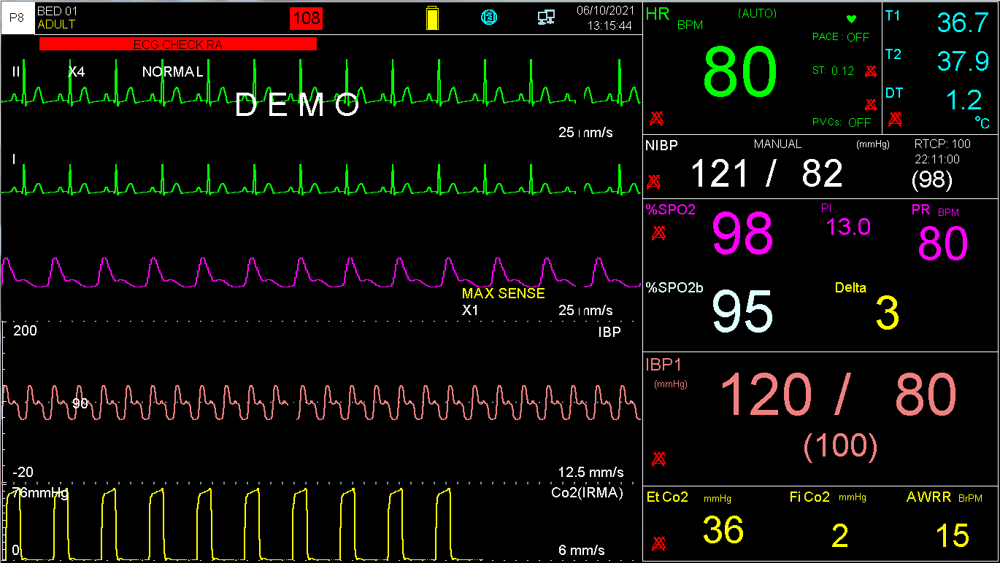 P8
BED 01
ADULT
108
06/10/2021
13:15:44
ECG CHECK RA
II X4 NORMAL
DEMO
25 mm/s
I
MAX SENSE
X1 25 mm/s
200 IBP
90
-20 12.5 mm/s
76mmHg Co2(IRMA)
0 6 mm/s
HR BPM (AUTO)
PACE : OFF
80
ST: 0.12
PVCs: OFF
T1 36.7
T2 37.9
DT 1.2
°C
NIBP MANUAL (mmHg) RTCP: 100
22:11:00
121 / 82 (98)
%SPO2 98 PI 13.0 PR BPM 80
%SPO2b 95 Delta 3
IBP1
(mmHg)
120 / 80
(100)
Et Co2 mmHg Fi Co2 mmHg AWRR BrPM
36 2 15